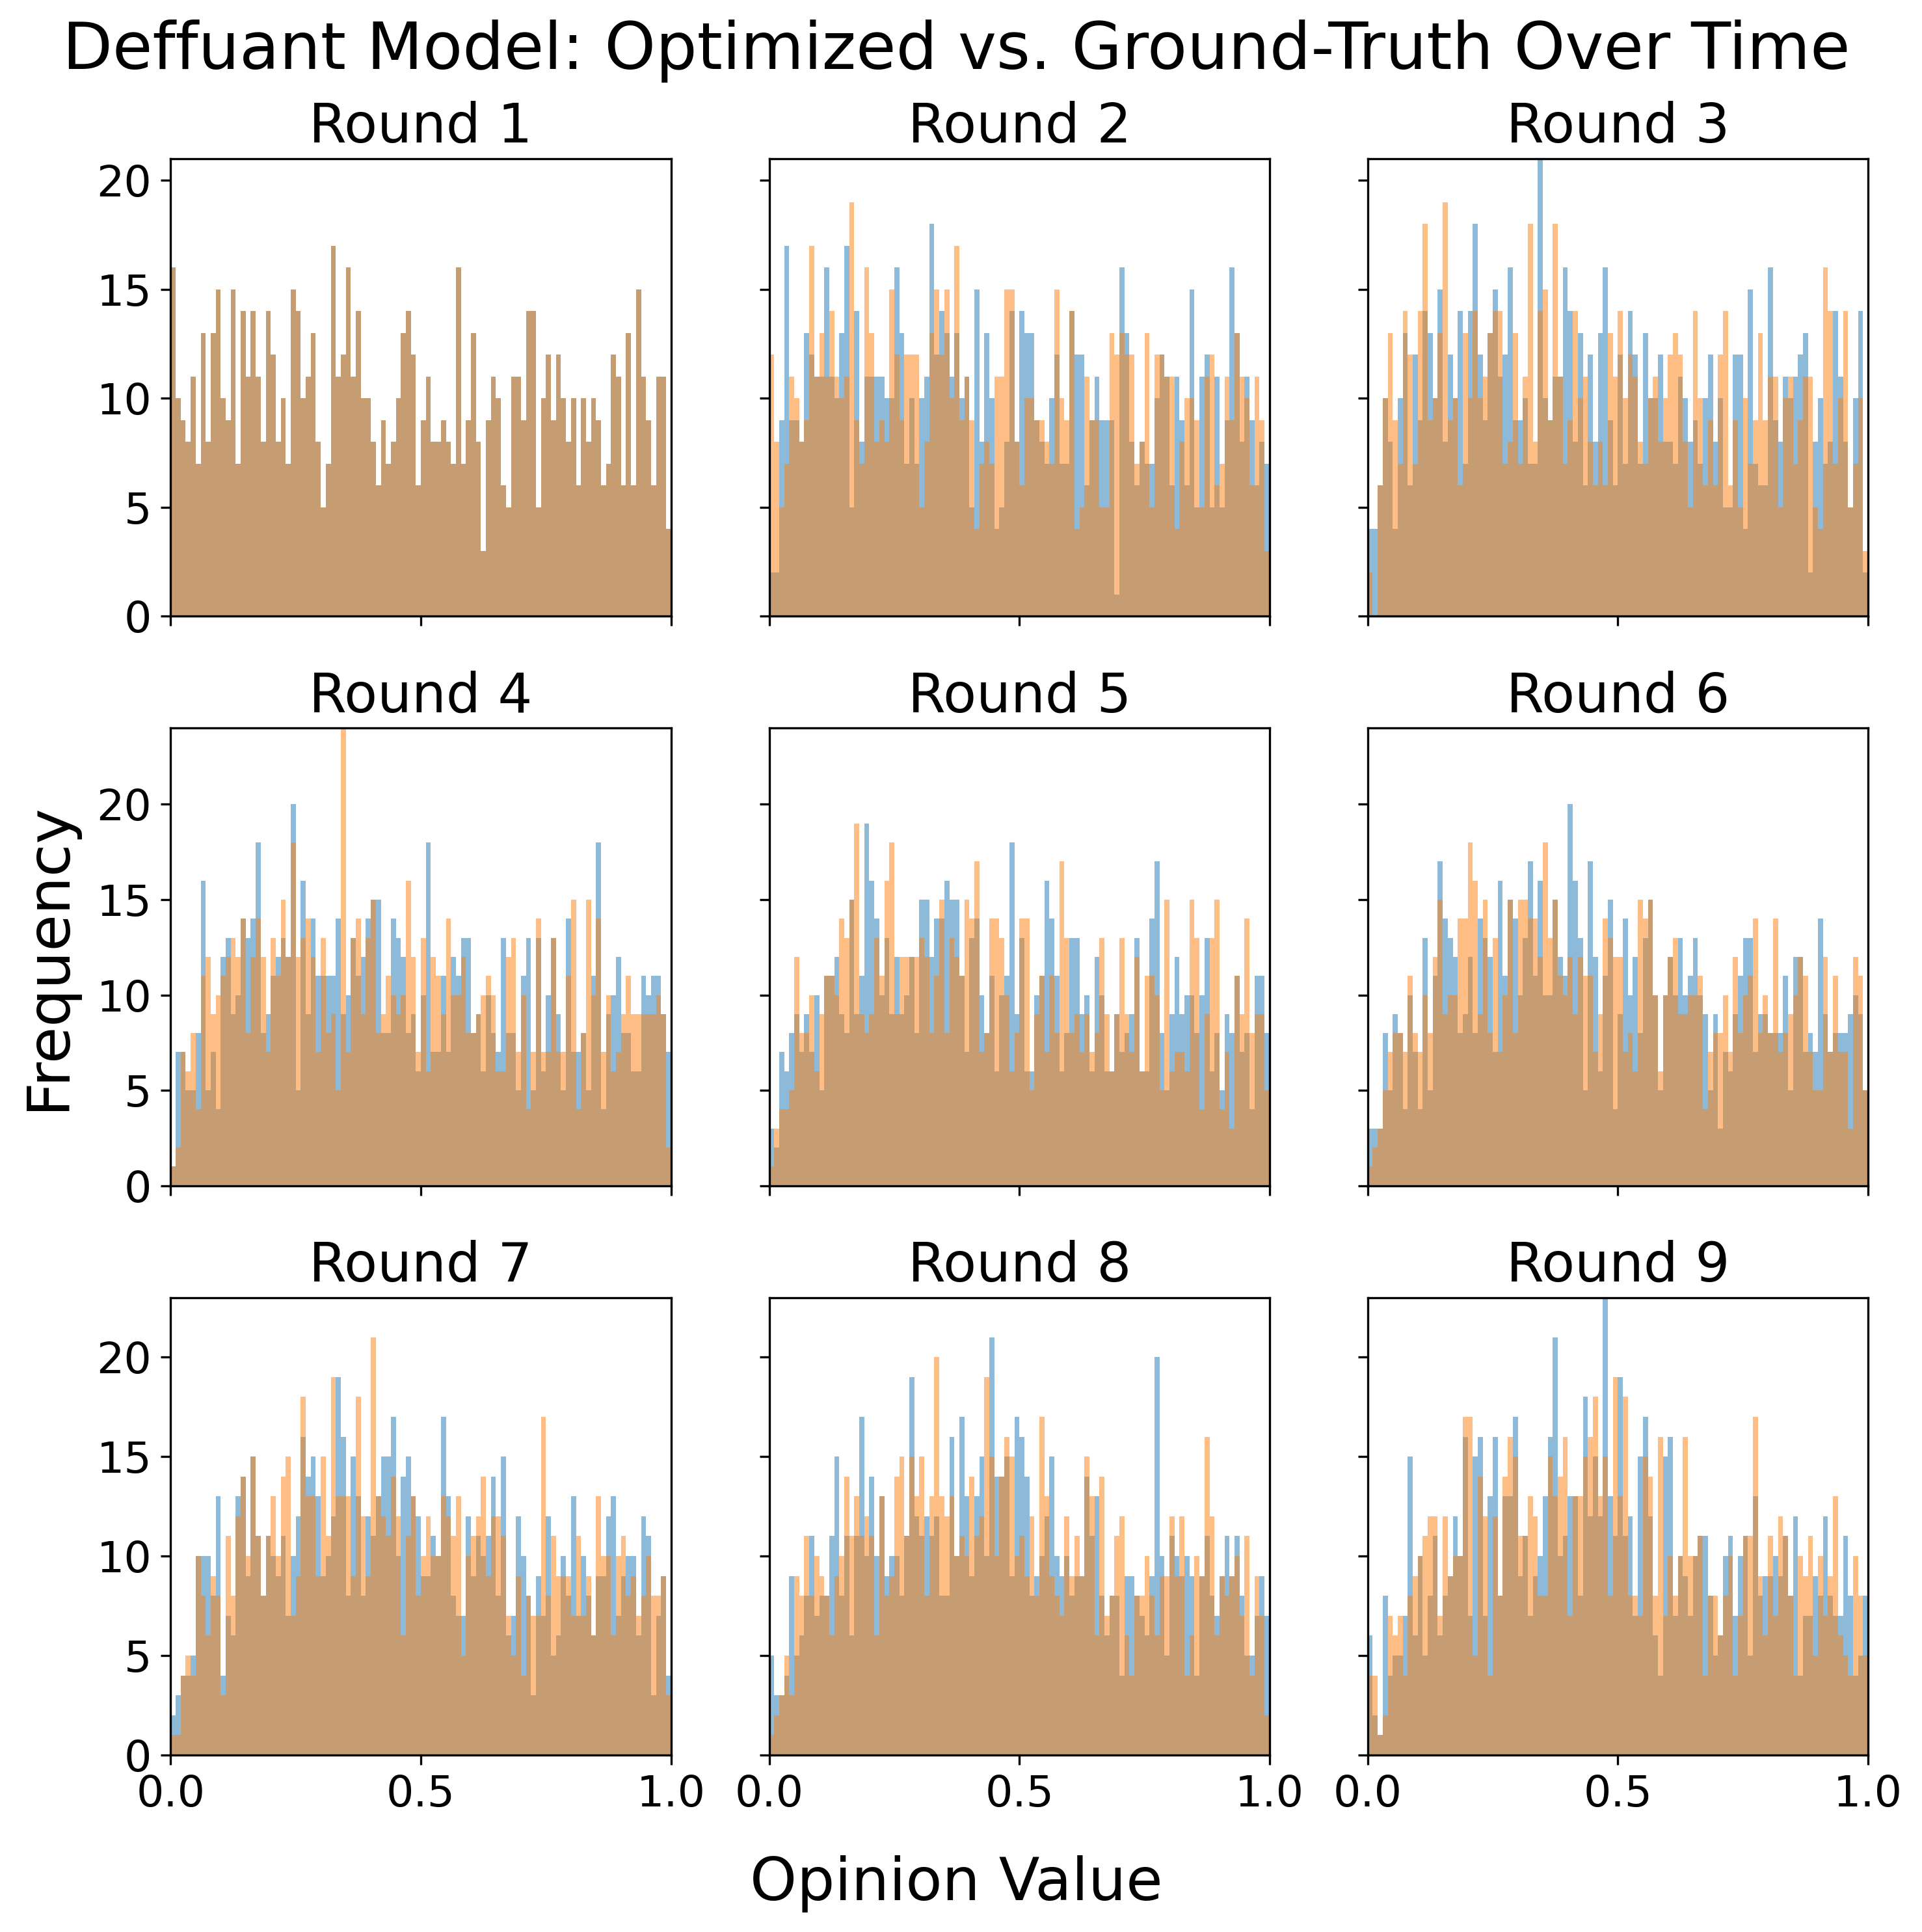 Deffuant Model: Optimized vs. Ground-Truth Over Time
Round 1
Round 2
Round 3
20
15
10
5
0
Round 4
Round 5
Round 6
20
15
10
5
0
Frequency
Round 7
Round 8
Round 9
20
15
10
5
0
0.0 0.5 1.0 0.0 0.5 1.0 0.0 0.5 1.0
Opinion Value